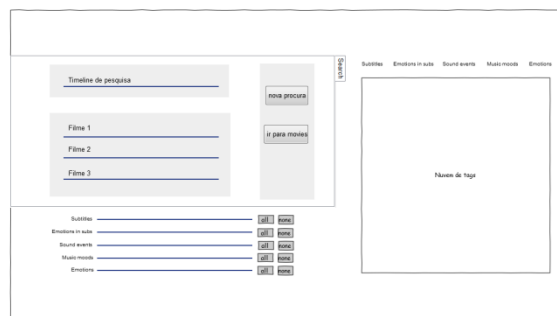 Timeline de pesquisa
Filme 1
Filme 2
Filme 3
nova procura
ir para movies
Search
Subtitles Emotions in subs Sound events Music moods Emotions
Nuvem de tags
Subtitles all none
Emotions in subs all none
Sound events all none
Music moods all none
Emotions all none